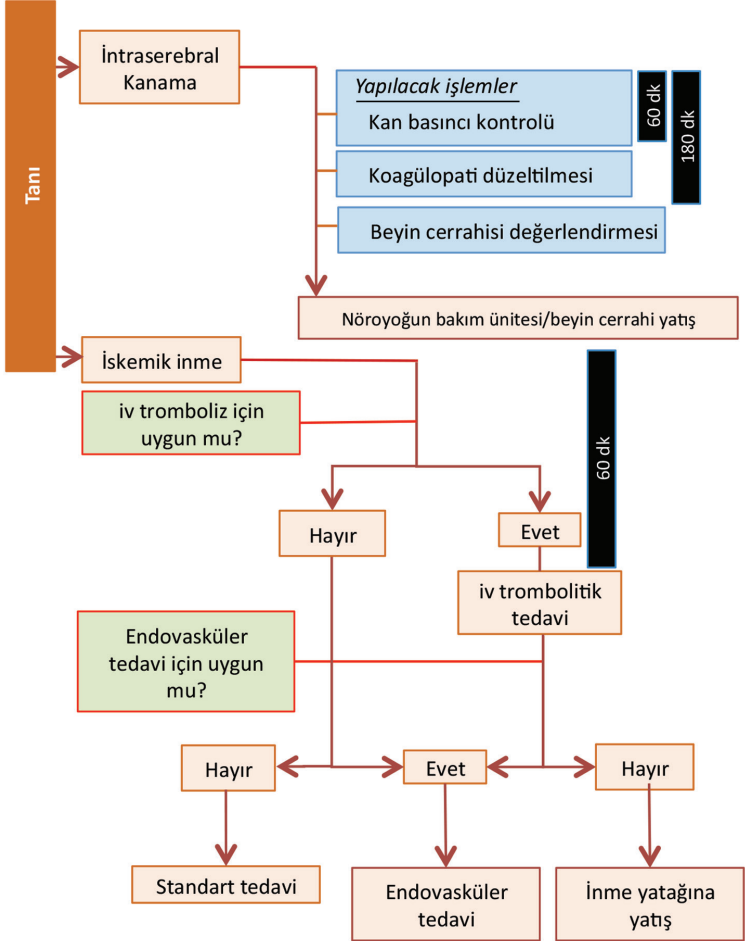 Tanı
İntraserebral
Kanama
Yapılacak işlemler
Kan basıncı kontrolü
60 dk
180 dk
Koagülopati düzeltilmesi
Beyin cerrahisi değerlendirmesi
Nöroyoğun bakım ünitesi/beyin cerrahi yatış
İskemik inme
iv tromboliz için
uygun mu?
60 dk
Hayır
Evet
iv trombolitik
tedavi
Endovasküler
tedavi için uygun
mu?
Hayır
Evet
Hayır
Standart tedavi
Endovasküler
tedavi
İnme yatağına
yatış